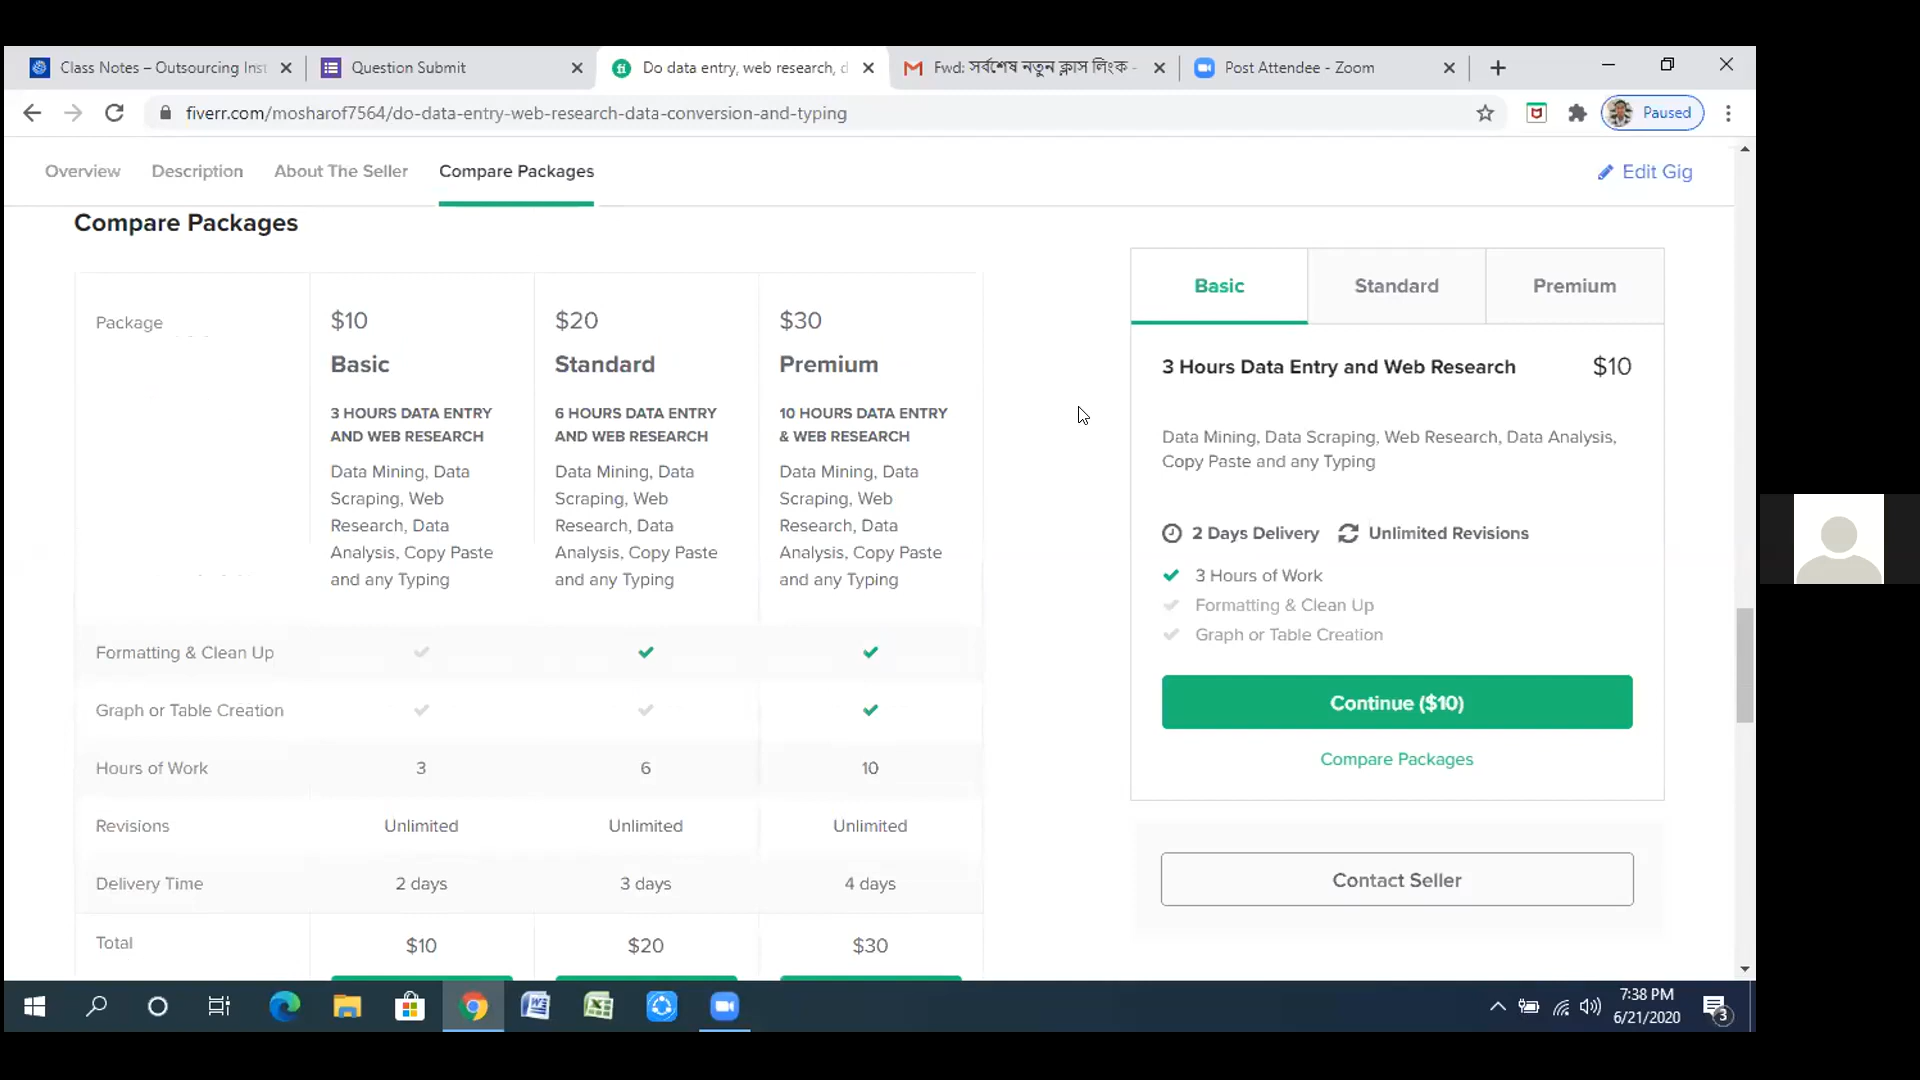 Class Notes – Outsourcing Inst
Question Submit
Do data entry, web research, d
Fwd: সর্বশেষ নতুন ক্লাস লিংক -
Post Attendee - Zoom
fiverr.com/mosharof7564/do-data-entry-web-research-data-conversion-and-typing
Paused
Overview
Description
About The Seller
Compare Packages
Edit Gig
Compare Packages
Package
$10
Basic
3 HOURS DATA ENTRY
AND WEB RESEARCH
Data Mining, Data
Scraping, Web
Research, Data
Analysis, Copy Paste
and any Typing
$20
Standard
6 HOURS DATA ENTRY
AND WEB RESEARCH
Data Mining, Data
Scraping, Web
Research, Data
Analysis, Copy Paste
and any Typing
$30
Premium
10 HOURS DATA ENTRY
& WEB RESEARCH
Data Mining, Data
Scraping, Web
Research, Data
Analysis, Copy Paste
and any Typing
Formatting & Clean Up
Graph or Table Creation
Hours of Work 3 6 10
Revisions Unlimited Unlimited Unlimited
Delivery Time 2 days 3 days 4 days
Total $10 $20 $30
Basic
Standard
Premium
3 Hours Data Entry and Web Research $10
Data Mining, Data Scraping, Web Research, Data Analysis,
Copy Paste and any Typing
2 Days Delivery Unlimited Revisions
3 Hours of Work
Formatting & Clean Up
Graph or Table Creation
Continue ($10)
Compare Packages
Contact Seller
7:38 PM
6/21/2020
3